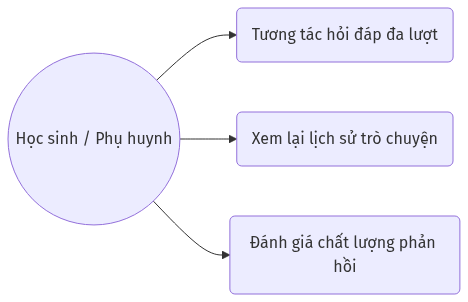 Tương tác hỏi đáp đa lượt
Học sinh / Phụ huynh
Xem lại lịch sử trò chuyện
Đánh giá chất lượng phản
hồi